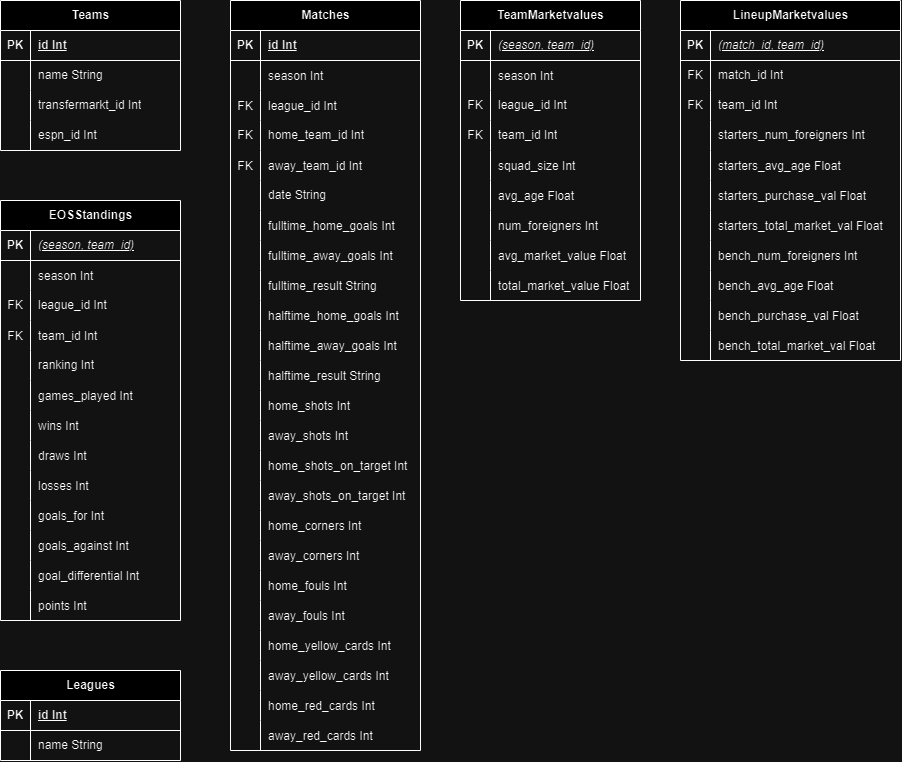 Teams
PK id Int
name String
transfermarkt_id Int
espn_id Int
EOSStandings
PK (season, team_id)
season Int
FK league_id Int
FK team_id Int
ranking Int
games_played Int
wins Int
draws Int
losses Int
goals_for Int
goals_against Int
goal_differential Int
points Int
Leagues
PK id Int
name String
Matches
PK id Int
season Int
FK league_id Int
FK home_team_id Int
FK away_team_id Int
date String
fulltime_home_goals Int
fulltime_away_goals Int
fulltime_result String
halftime_home_goals Int
halftime_away_goals Int
halftime_result String
home_shots Int
away_shots Int
home_shots_on_target Int
away_shots_on_target Int
home_corners Int
away_corners Int
home_fouls Int
away_fouls Int
home_yellow_cards Int
away_yellow_cards Int
home_red_cards Int
away_red_cards Int
TeamMarketvalues
PK (season, team_id)
season Int
FK league_id Int
FK team_id Int
squad_size Int
avg_age Float
num_foreigners Int
avg_market_value Float
total_market_value Float
LineupMarketvalues
PK (match_id, team_id)
FK match_id Int
FK team_id Int
starters_num_foreigners Int
starters_avg_age Float
starters_purchase_val Float
starters_total_market_val Float
bench_num_foreigners Int
bench_avg_age Float
bench_purchase_val Float
bench_total_market_val Float